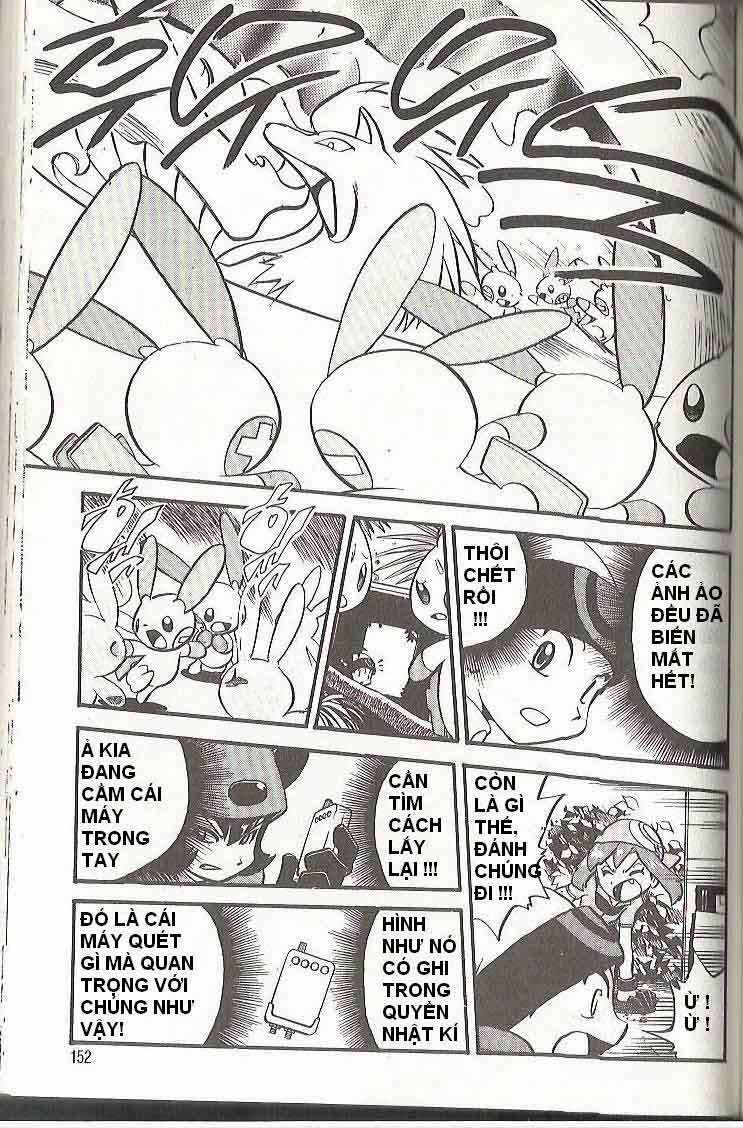 CÁC
ẢNH ẢO
ĐỀU ĐÃ
BIẾN
MẤT
HẾT!
THÔI
CHẾT
RỒI
!!!
CÒN
LÀ GÌ
THẾ,
ĐÁNH
CHÚNG
ĐI !!!
Ừ !
Ừ !
CẦN
TÌM
CÁCH
LẤY
LẠI !!!
À KIA
ĐANG
CẦM CÁI
MÁY
TRONG
TAY
HÌNH
NHƯ NÓ
CÓ GHI
TRONG
QUYỂN
NHẬT KÍ
ĐÓ LÀ CÁI
MÁY QUÉT
GÌ MÀ QUAN
TRỌNG VỚI
CHÚNG NHƯ
VẬY!
152